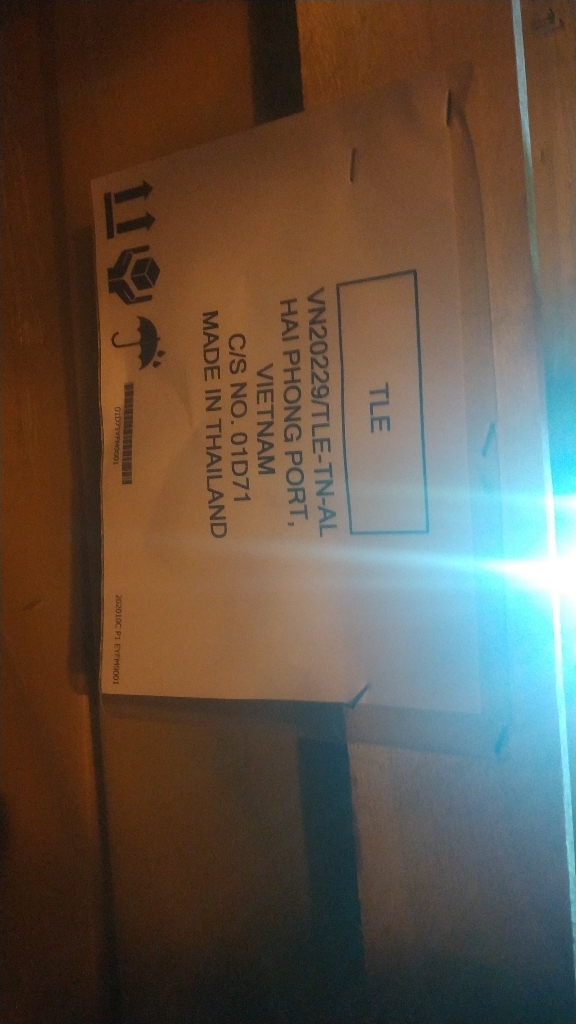 TLE
VN20229/TLE-TN-AL
HAI PHONG PORT,
VIETNAM
C/S NO. 01D71
MADE IN THAILAND